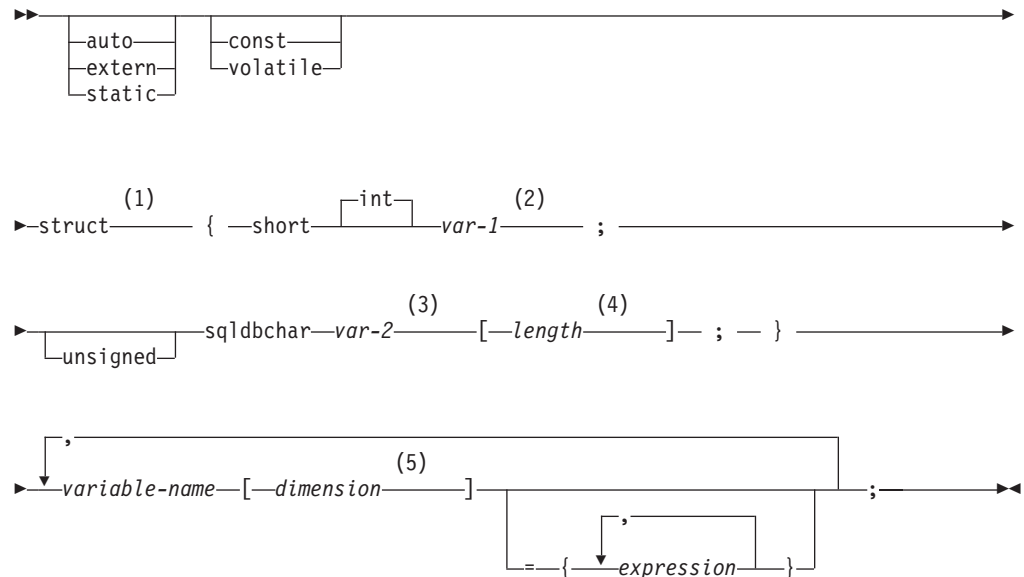 auto const
extern volatile
static
(1) int (2)
struct { short var-1 ;
(3) (4)
sqldbchar var-2 [ length ] ; }
unsigned
,
(5)
variable-name [ dimension ] ;
,
= { expression }